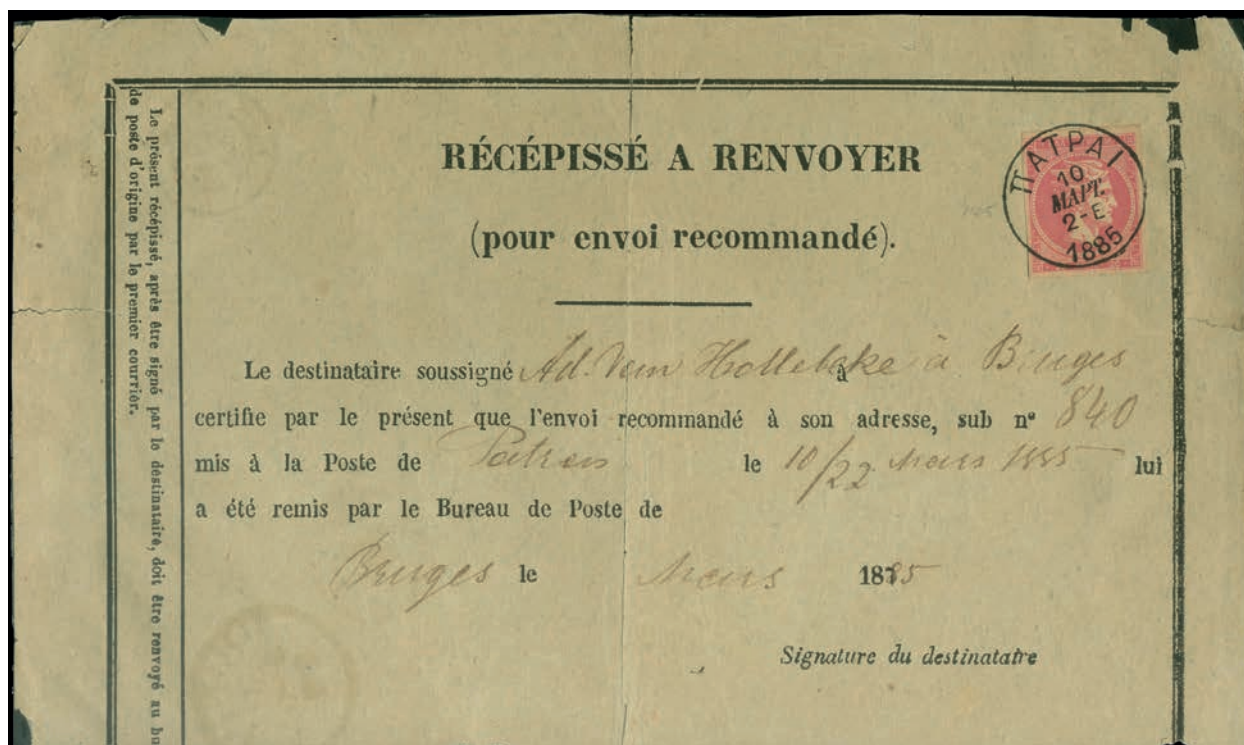 Le présent récépissé, après être signé par le destinataire, doit être renvoyé au bu
de poste d'origine par le premier courrier.
RÉCÉPISSÉ A RENVOYER
(pour envoi recommandé).
ΠΑΤΡΑΙ
10
ΜΑΡΤ.
2-Ε
1885
Le destinataire soussigné Ad. Van Hollebeke à à Bruges
certifie par le présent que l'envoi recommandé à son adresse, sub nº 840
mis à la Poste de Patras le 10/22 Mars 1885 lui
a été remis par le Bureau de Poste de
Bruges le Mars 1885
Signature du destinataire